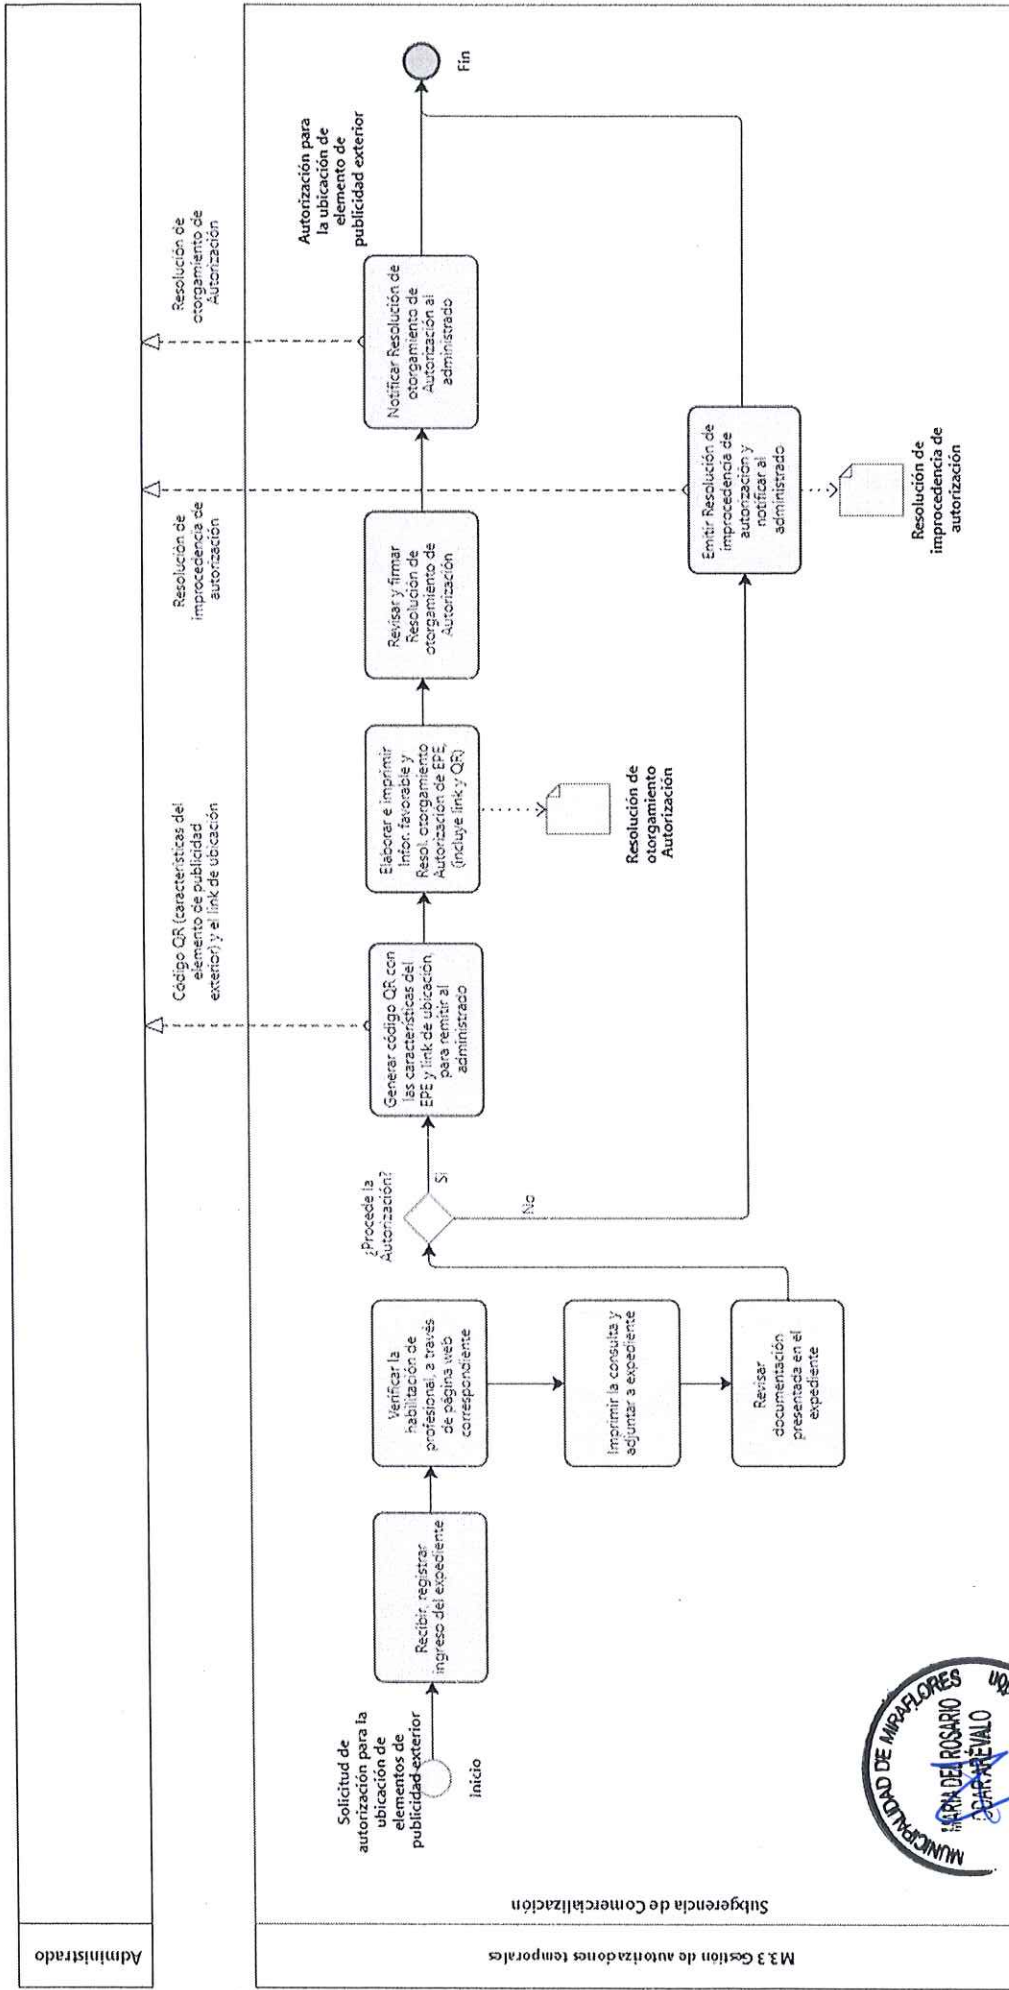 Administrado
M3.3 Gestión de autorizaciones temporales
Subgerencia de Comercialización
Solicitud de
autorización para la
ubicación de
elementos de
publicidad exterior
Inicio
Recibir, registrar
ingreso del expediente
Verificar la
habilitación de
profesional, a través
de página web
correspondiente
Imprimir la consulta y
adjuntar a expediente
Revisar
documentación
presentada en el
expediente
¿Procede la
Autorización?
Si
No
Generar código QR con
las características del
EPE y link de ubicación,
para remitir al
administrado
Código QR (características del
elemento de publicidad
exterior) y el link de ubicación
Elaborar e imprimir
Infor. favorable y
Resol. otorgamiento
Autorización de EPE,
(incluye link y QR)
Resolución de
otorgamiento
Autorización
Revisar y firmar
Resolución de
otorgamiento de
Autorización
Resolución de
improcedencia de
autorización
Notificar Resolución de
otorgamiento de
Autorización al
administrado
Resolución de
otorgamiento de
Autorización
Emitir Resolución de
improcedencia de
autorización y
notificar al
administrado
Resolución de
improcedencia de
autorización
Autorización para
la ubicación de
elemento de
publicidad exterior
Fin
MUNICIPALIDAD DE MIRAFLORES
MARIA DEL ROSARIO
ARÉVALO